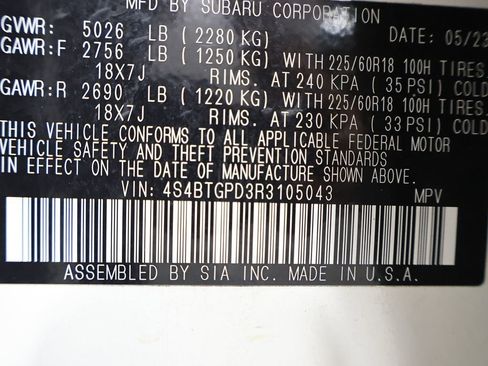 MFD BY SUBARU CORPORATION
GVWR: 5026 LB ( 2280 KG) DATE: 05/23
GAWR:F 2756 LB ( 1250 KG) WITH 225/60R18 100H TIRES.
18X7J RIMS. AT 240 KPA ( 35 PSI) COLD
GAWR:R 2690 LB ( 1220 KG) WITH 225/60R18 100H TIRES.
18X7J RIMS. AT 230 KPA ( 33 PSI) COLD
THIS VEHICLE CONFORMS TO ALL APPLICABLE FEDERAL MOTOR
VEHICLE SAFETY AND THEFT PREVENTION STANDARDS
IN EFFECT ON THE DATE OF MANUFACTURE SHOWN ABOVE.
VIN: 4S4BTGPD3R3105043 MPV
ASSEMBLED BY SIA INC. MADE IN U.S.A.